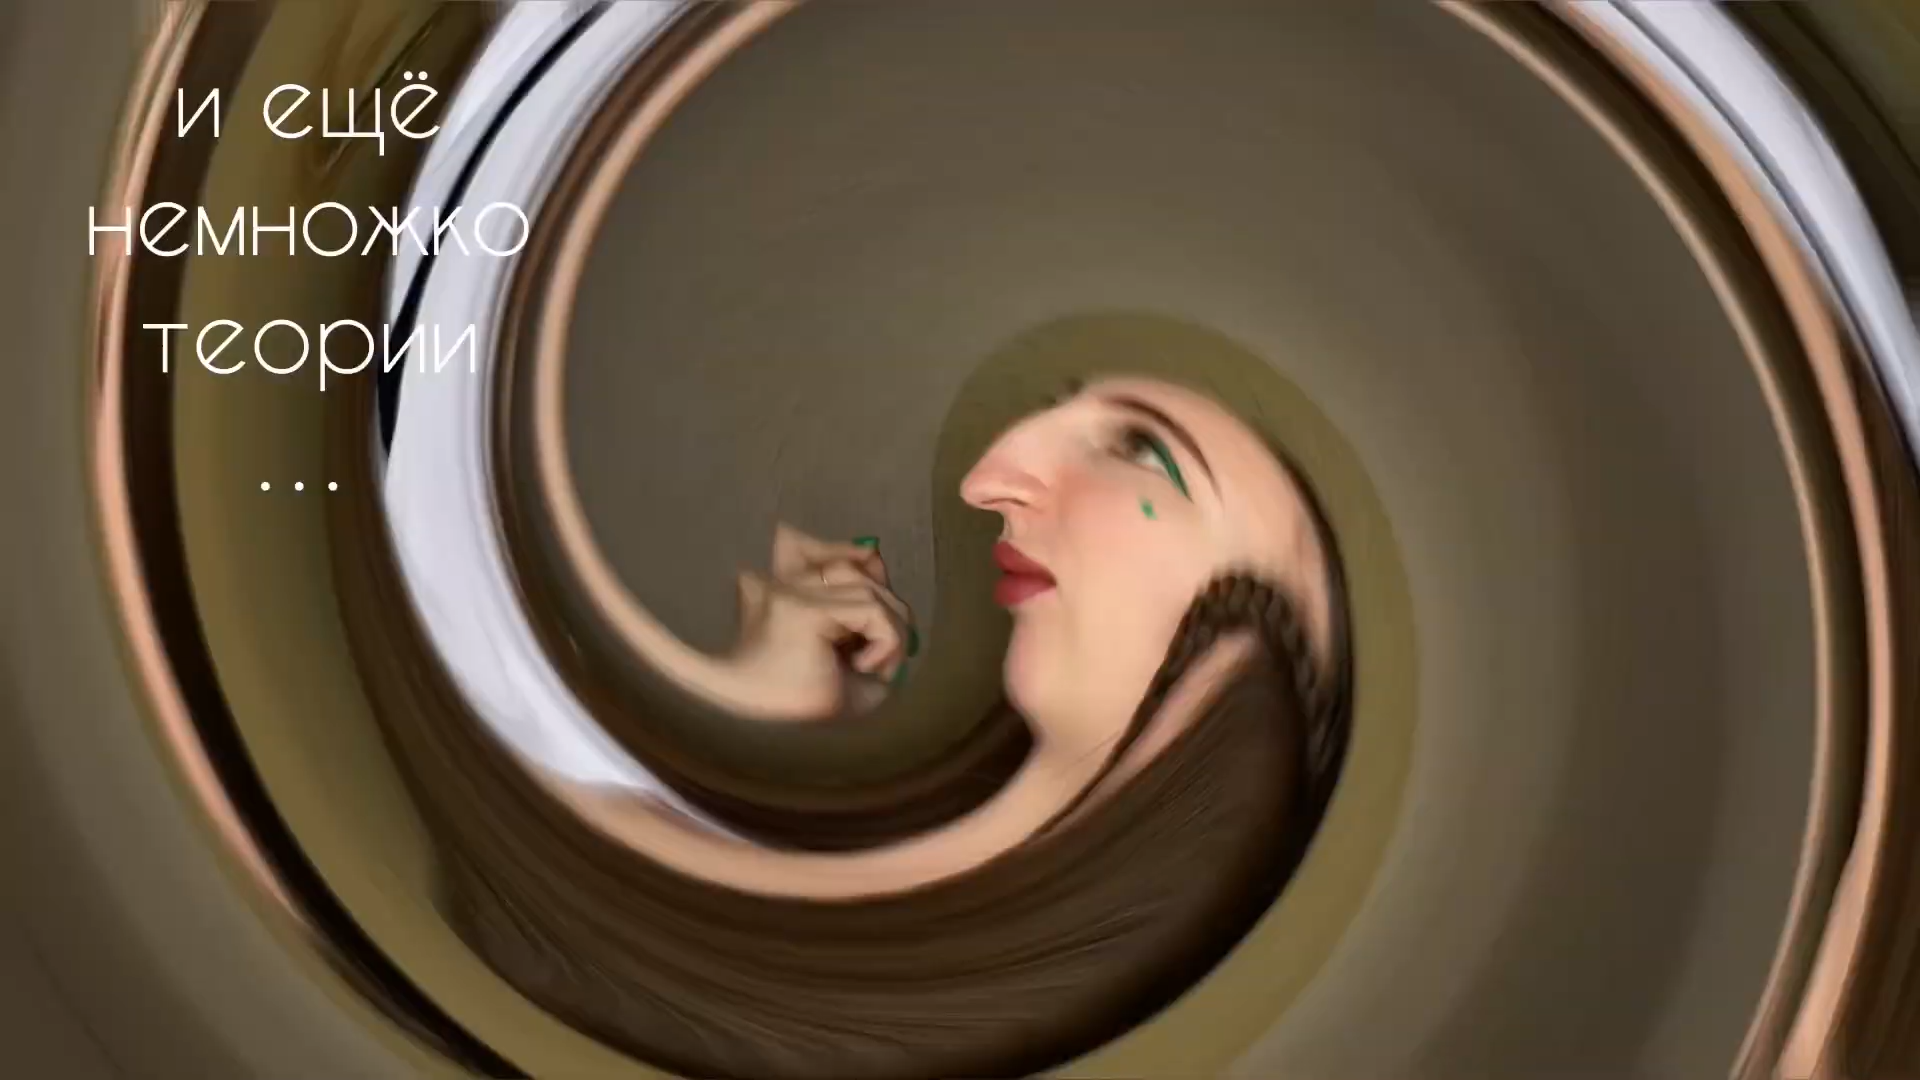 и ещё
немножко
теории
...